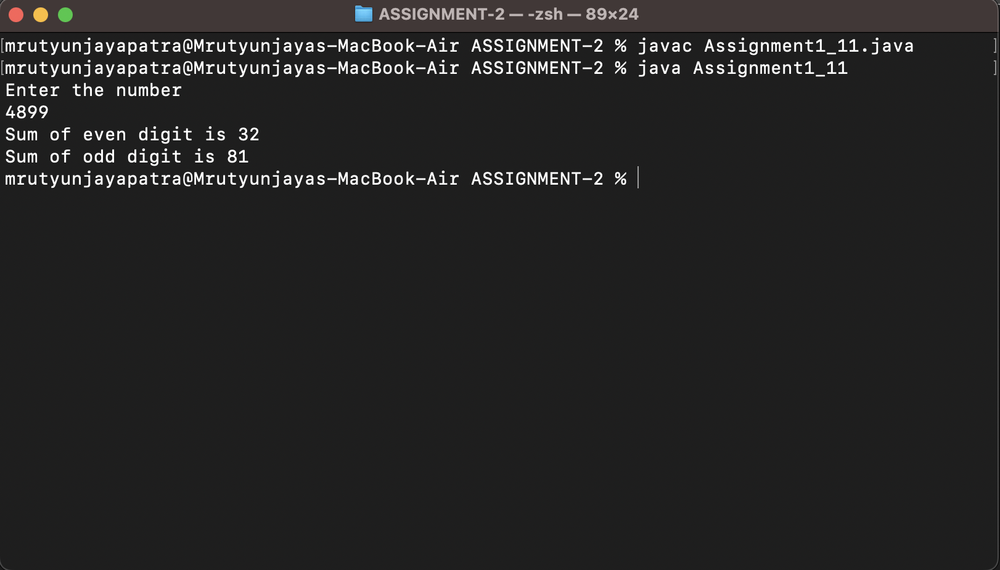 ASSIGNMENT-2 — -zsh — 89×24
[mrutyunjayapatra@Mrutyunjayas-MacBook-Air ASSIGNMENT-2 % javac Assignment1_11.java ]
[mrutyunjayapatra@Mrutyunjayas-MacBook-Air ASSIGNMENT-2 % java Assignment1_11 ]
Enter the number
4899
Sum of even digit is 32
Sum of odd digit is 81
mrutyunjayapatra@Mrutyunjayas-MacBook-Air ASSIGNMENT-2 %